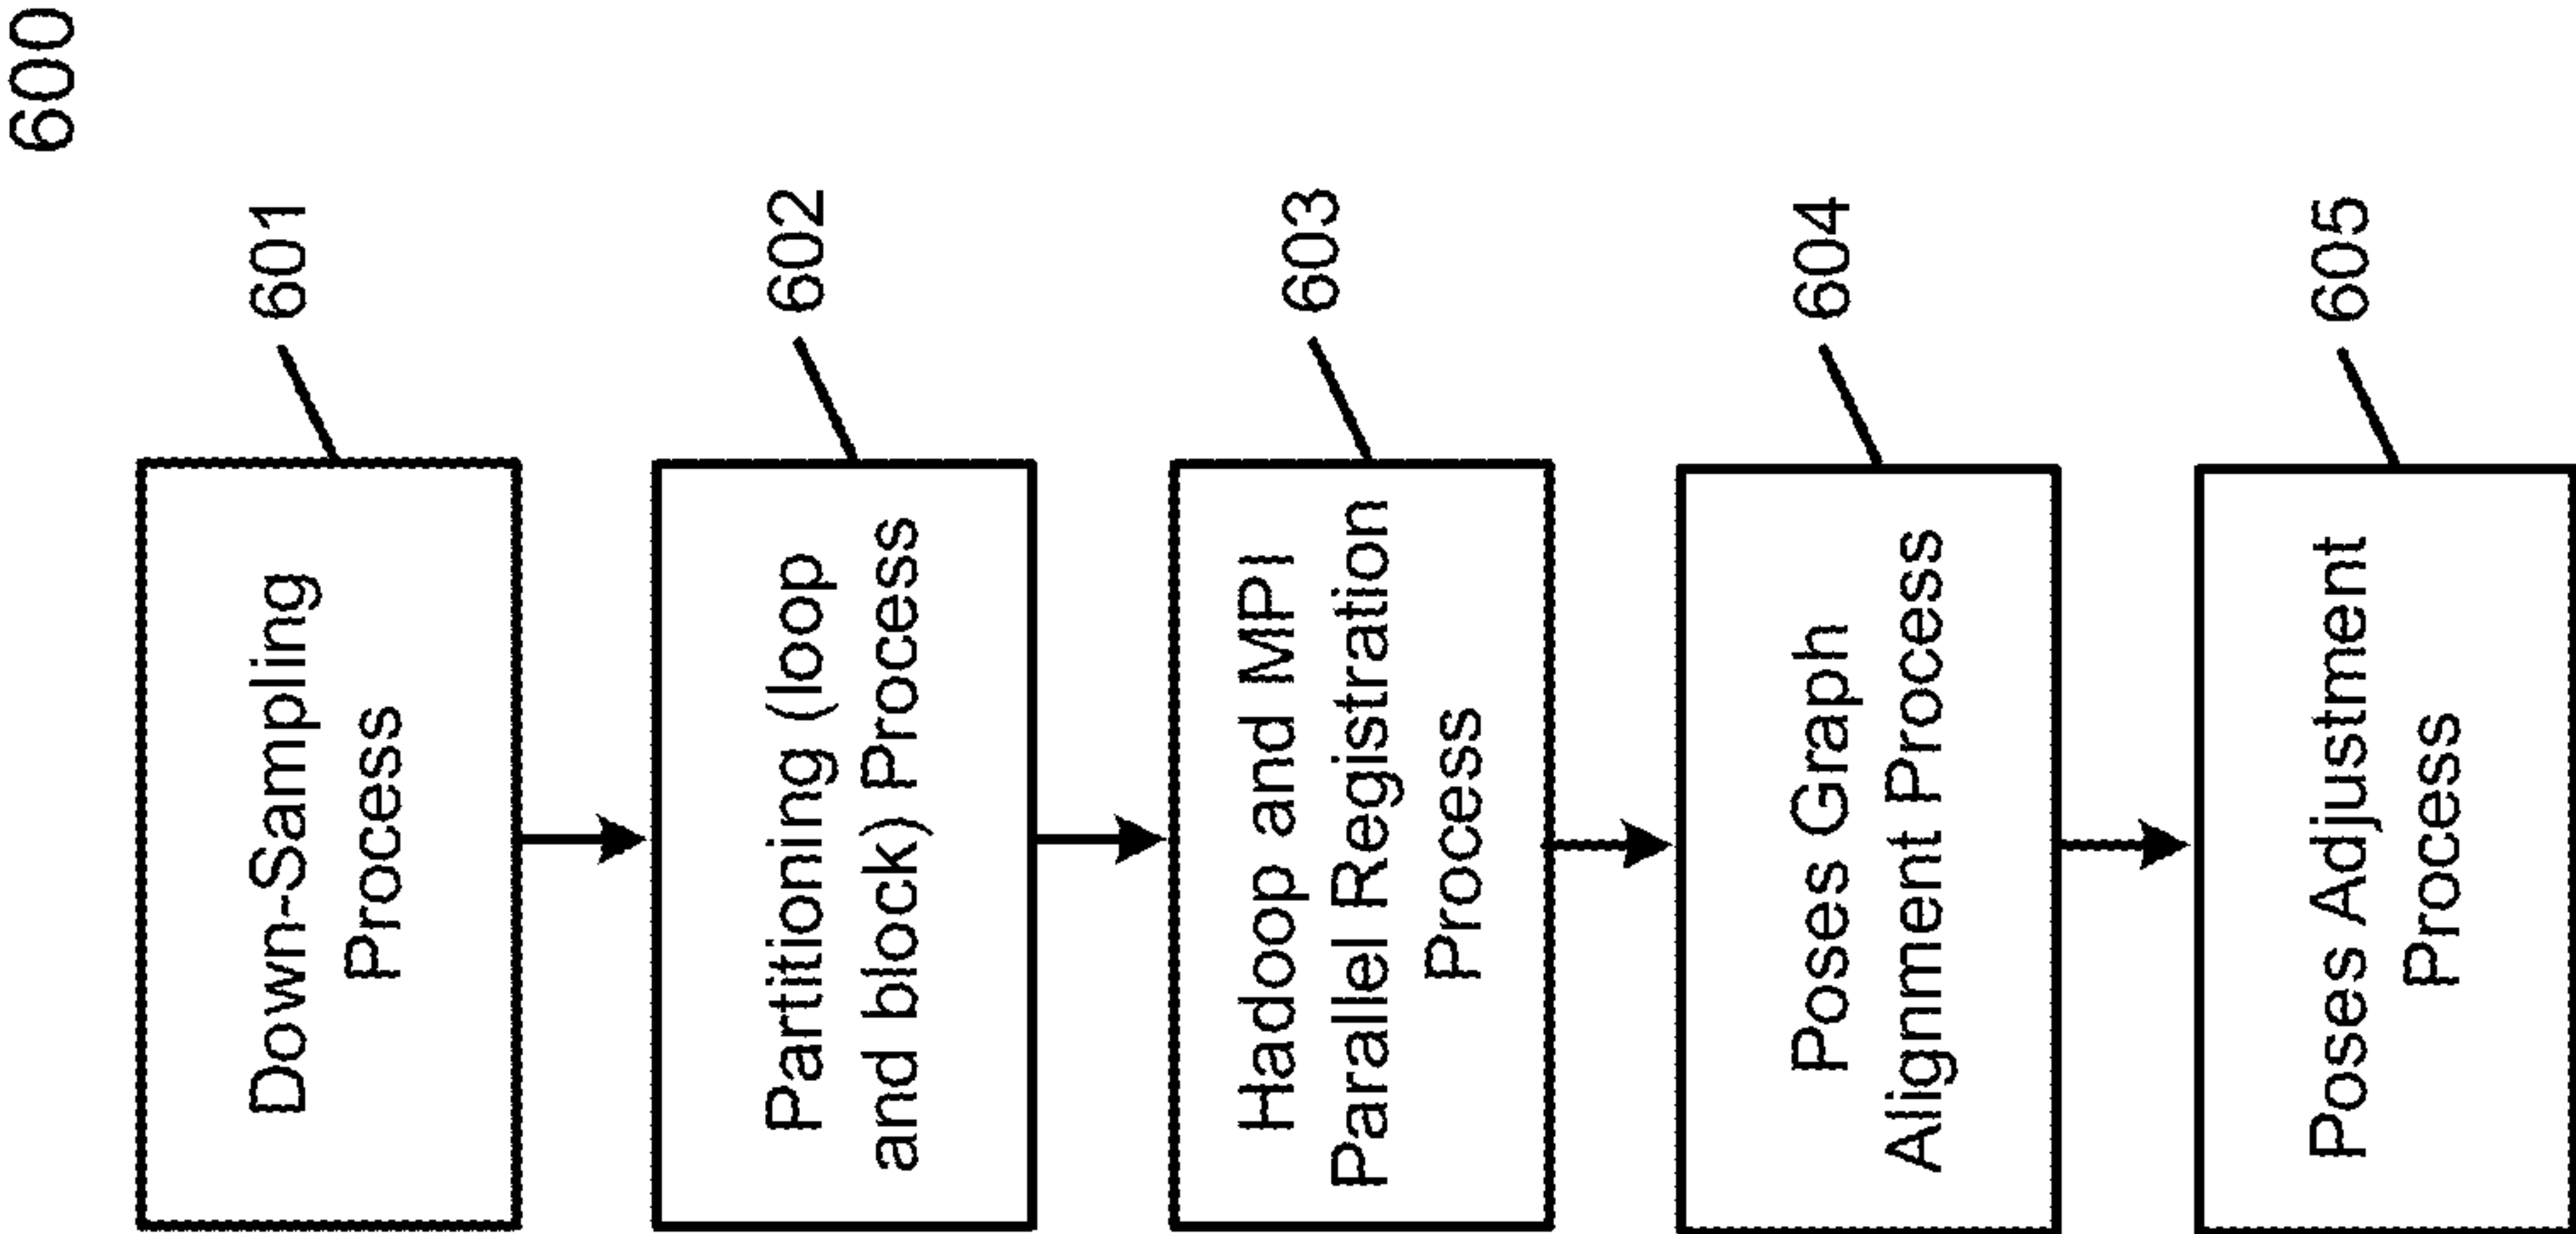 600
Down-Sampling
Process
601
Partitioning (loop
and block) Process
602
Hadoop and MPI
Parallel Registration
Process
603
Poses Graph
Alignment Process
604
Poses Adjustment
Process
605